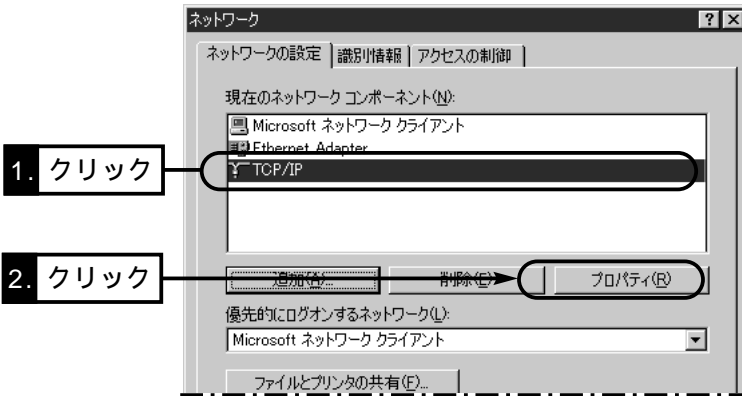 ネットワーク
ネットワークの設定 識別情報 アクセスの制御
現在のネットワーク コンポーネント(N):
Microsoft ネットワーク クライアント
Ethernet Adapter
1. クリック
TCP/IP
2. クリック
追加(A)... 削除(E) プロパティ(R)
優先的にログオンするネットワーク(L):
Microsoft ネットワーク クライアント
ファイルとプリンタの共有(F)...